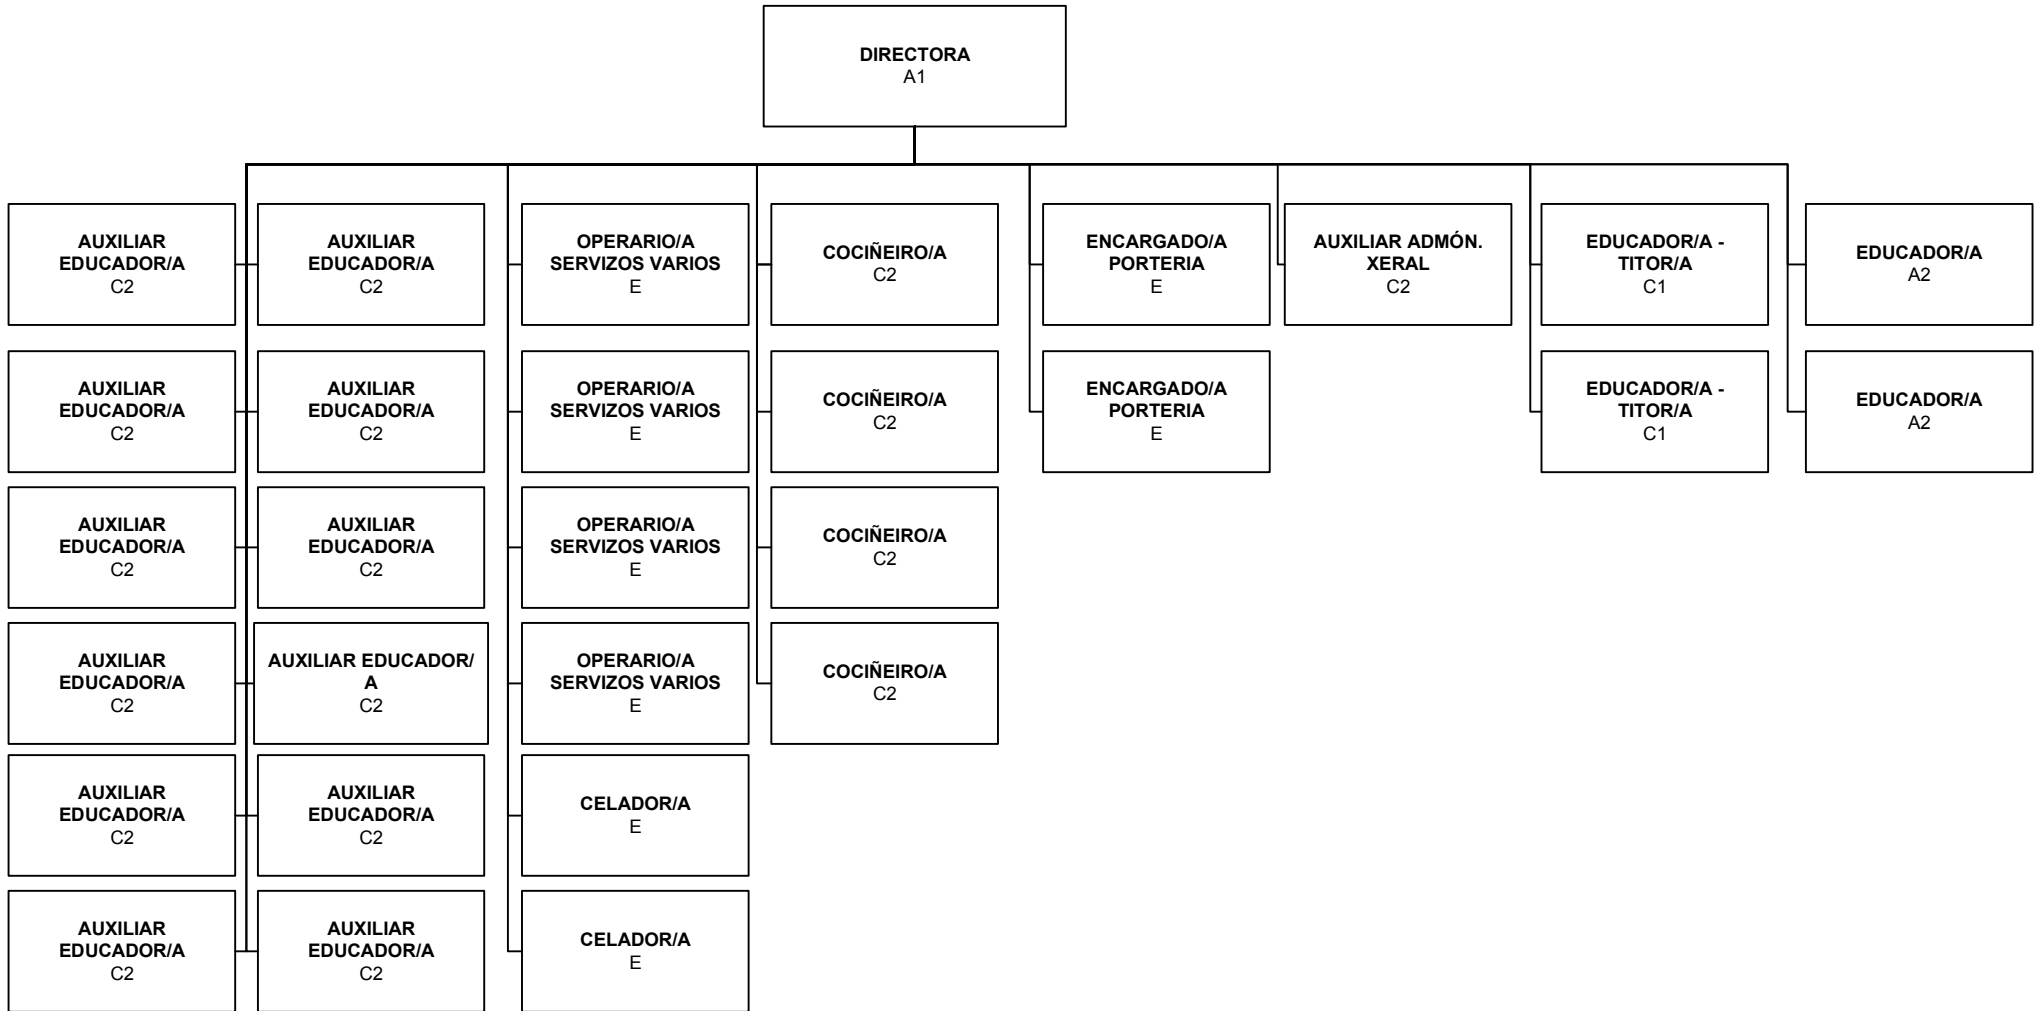 DIRECTORA
A1
AUXILIAR
EDUCADOR/A
C2
AUXILIAR
EDUCADOR/A
C2
OPERARIO/A
SERVIZOS VARIOS
E
COCIÑEIRO/A
C2
ENCARGADO/A
PORTERIA
E
AUXILIAR ADMÓN.
XERAL
C2
EDUCADOR/A -
TITOR/A
C1
EDUCADOR/A
A2
AUXILIAR
EDUCADOR/A
C2
AUXILIAR
EDUCADOR/A
C2
OPERARIO/A
SERVIZOS VARIOS
E
COCIÑEIRO/A
C2
ENCARGADO/A
PORTERIA
E
EDUCADOR/A -
TITOR/A
C1
EDUCADOR/A
A2
AUXILIAR
EDUCADOR/A
C2
AUXILIAR
EDUCADOR/A
C2
OPERARIO/A
SERVIZOS VARIOS
E
COCIÑEIRO/A
C2
AUXILIAR
EDUCADOR/A
C2
AUXILIAR EDUCADOR/
A
C2
OPERARIO/A
SERVIZOS VARIOS
E
COCIÑEIRO/A
C2
AUXILIAR
EDUCADOR/A
C2
AUXILIAR
EDUCADOR/A
C2
CELADOR/A
E
AUXILIAR
EDUCADOR/A
C2
AUXILIAR
EDUCADOR/A
C2
CELADOR/A
E